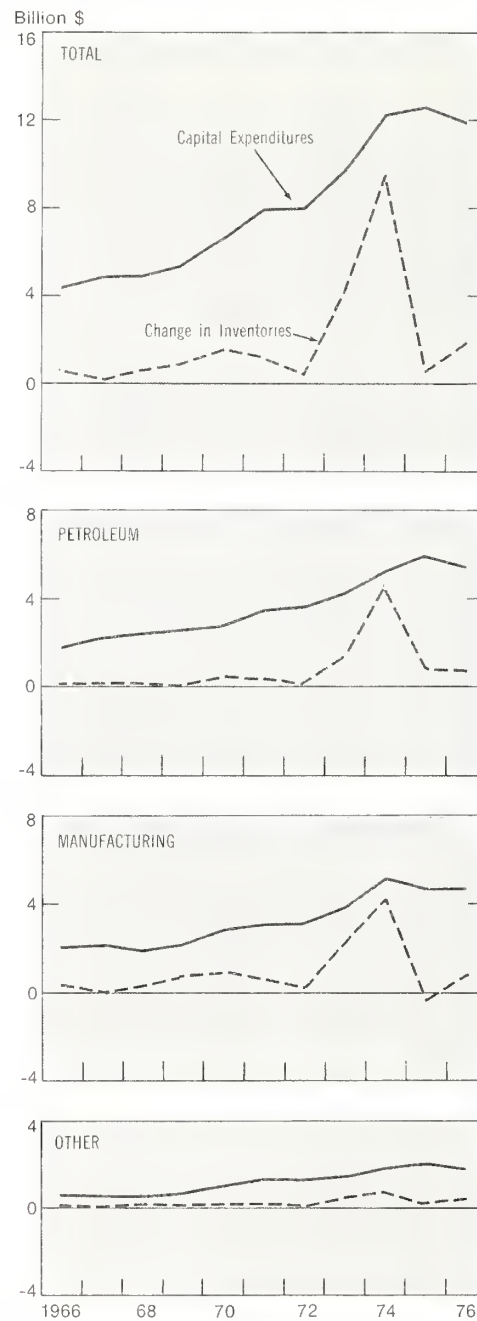 Billion $
16
TOTAL
12
Capital Expenditures
8
4
Change in Inventories
0
-4
8
PETROLEUM
4
0
-4
8
MANUFACTURING
4
0
-4
4
OTHER
0
-4
1966 68 70 72 74 76